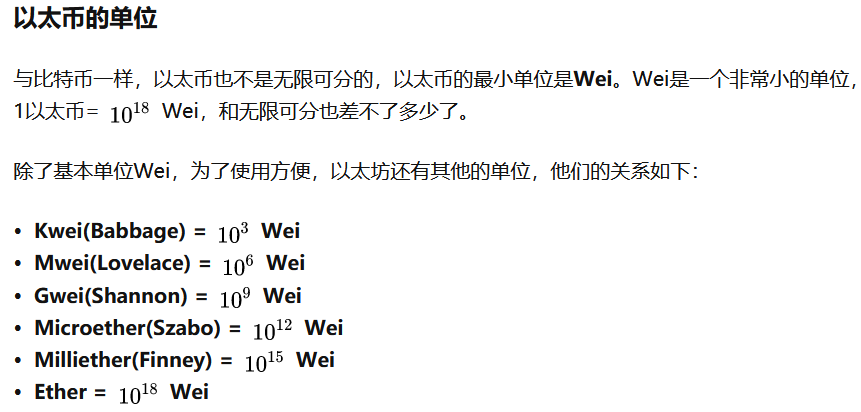 以太币的单位
与比特币一样，以太币也不是无限可分的，以太币的最小单位是Wei。Wei是一个非常小的单位，
1以太币= 10^18 Wei，和无限可分也差不了多少了。
除了基本单位Wei，为了使用方便，以太坊还有其他的单位，他们的关系如下：
• Kwei(Babbage) = 10^3 Wei
• Mwei(Lovelace) = 10^6 Wei
• Gwei(Shannon) = 10^9 Wei
• Microether(Szabo) = 10^12 Wei
• Milliether(Finney) = 10^15 Wei
• Ether = 10^18 Wei